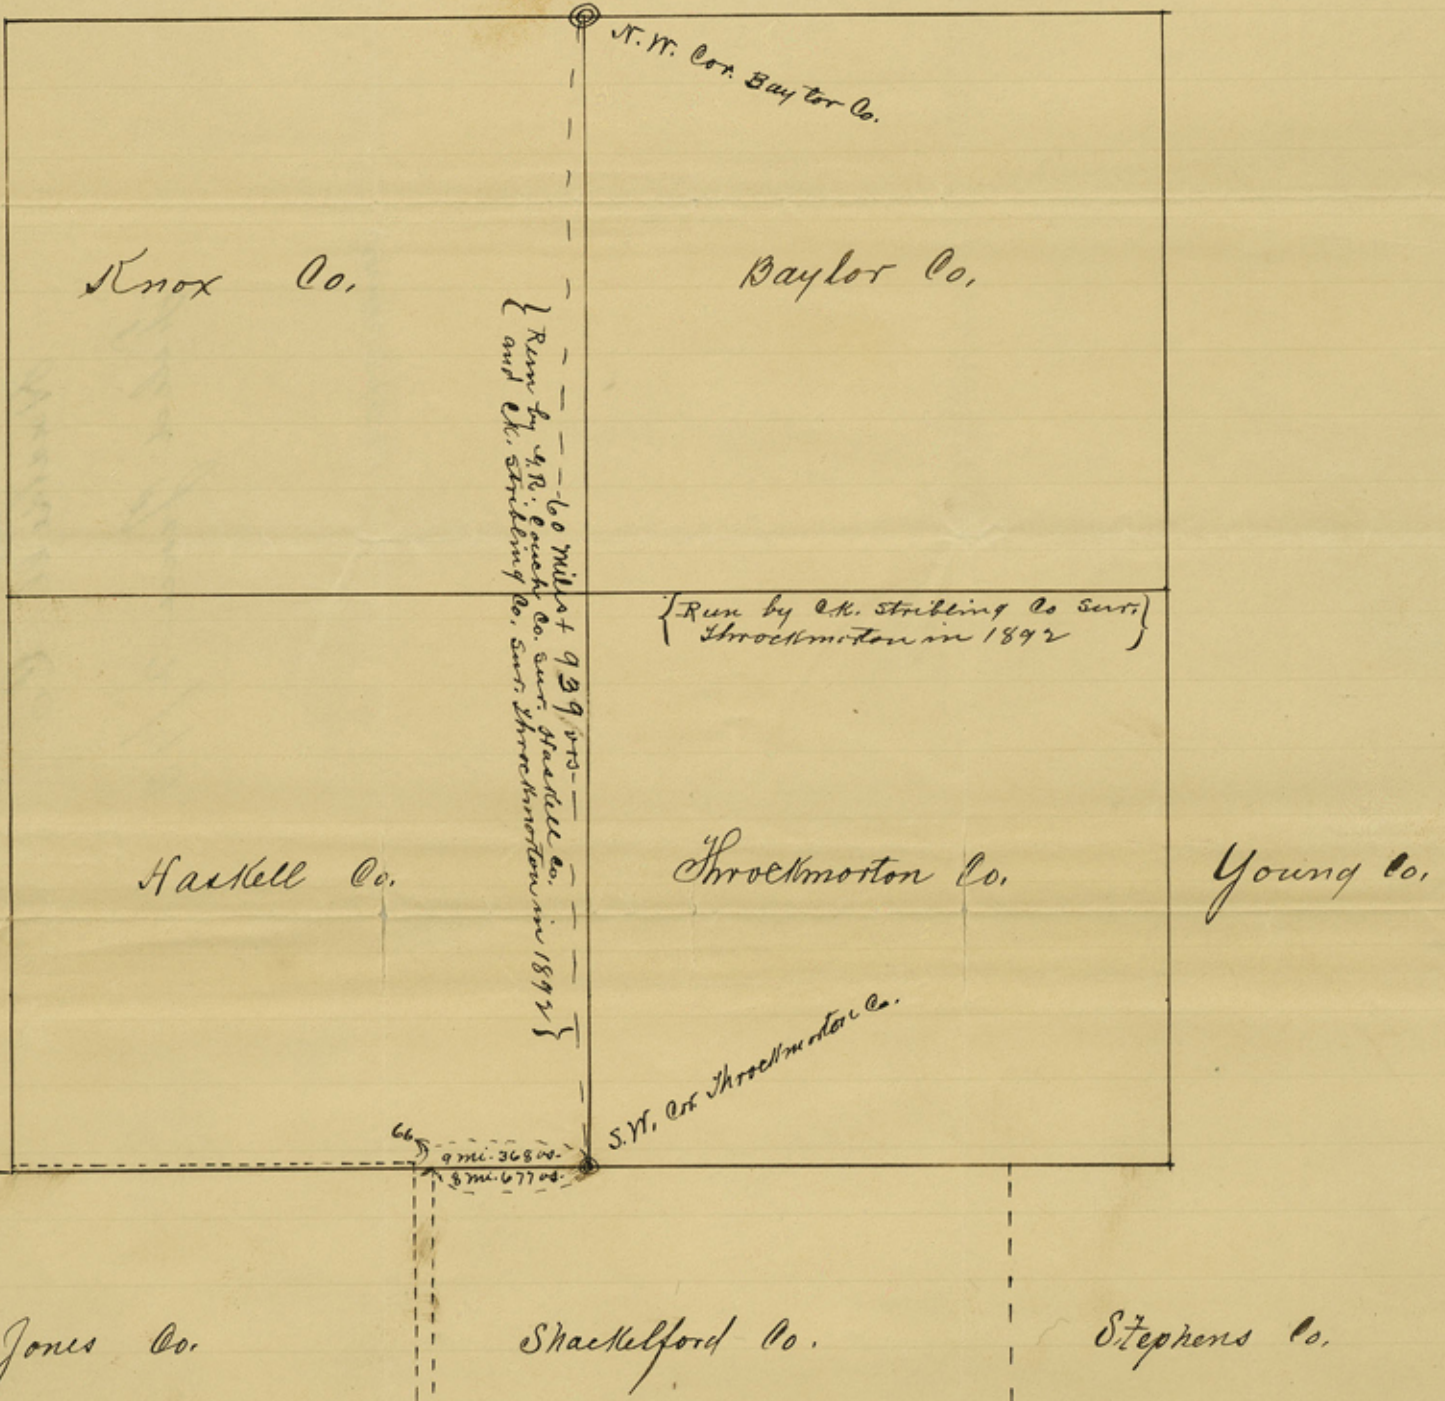 N.W. Cor. Baylor Co.
Knox Co.
Baylor Co.
60 Miles + 939 vrs
{ Run by Couch Co. Sur. Haskell Co.
and C.K. Stribling Co. Sur. Throckmorton in 1892 }
{ Run by C.K. Stribling Co Sur.
Throckmorton in 1892 }
Haskell Co.
Throckmorton Co.
Young Co.
S.W. Cor. Throckmorton Co.
66
9 mi. 368 vs.
8 mi. 677 vs.
Jones Co.
Shackelford Co.
Stephens Co.